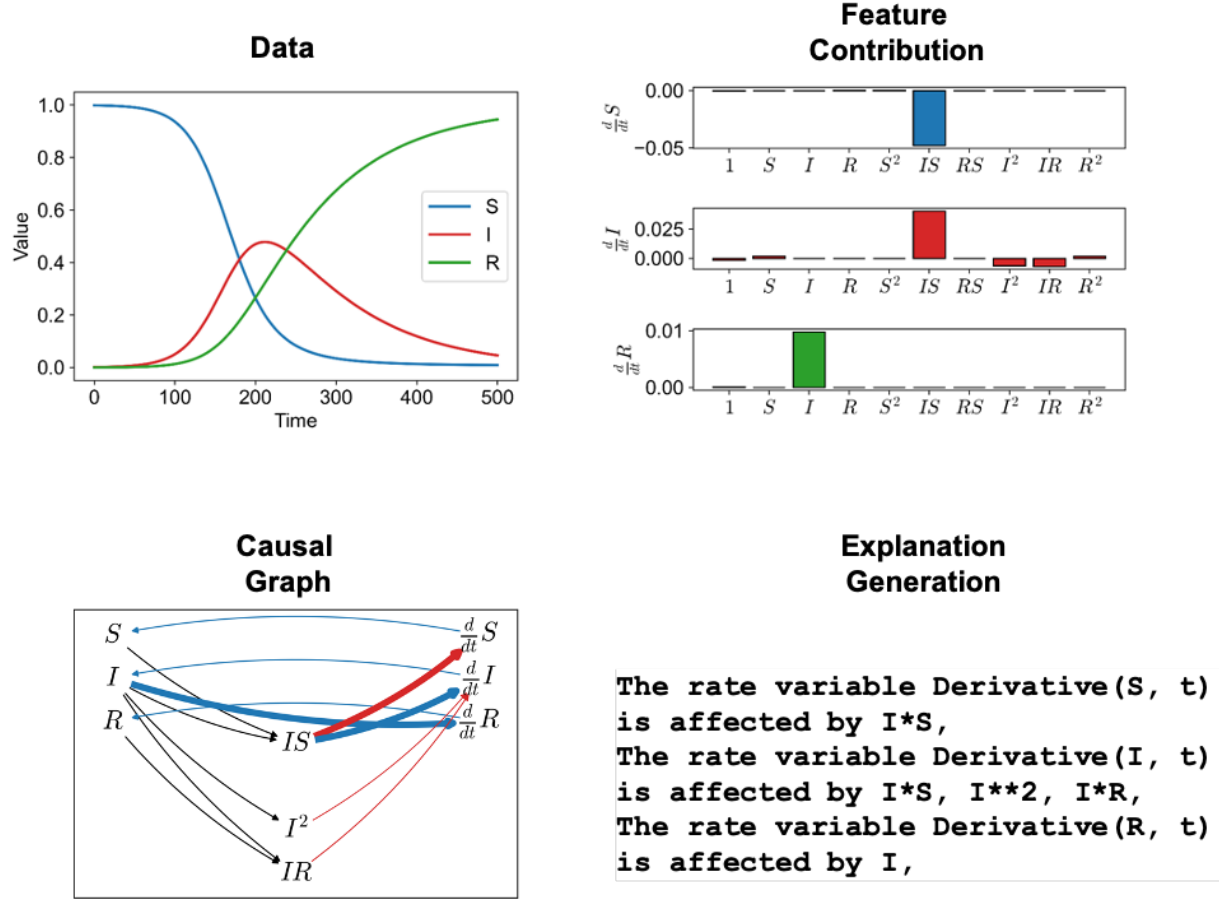 Data
1.0
0.8
0.6
0.4
0.2
0.0
Value
0 100 200 300 400 500
Time
S
I
R
Feature
Contribution
0.00
−0.05
d/dt S
1 S I R S² IS RS I² IR R²
0.025
0.000
d/dt I
1 S I R S² IS RS I² IR R²
0.01
0.00
d/dt R
1 S I R S² IS RS I² IR R²
Causal
Graph
S
I
R
IS
I²
IR
d/dt S
d/dt I
d/dt R
Explanation
Generation
The rate variable Derivative(S, t)
is affected by I*S,
The rate variable Derivative(I, t)
is affected by I*S, I**2, I*R,
The rate variable Derivative(R, t)
is affected by I,